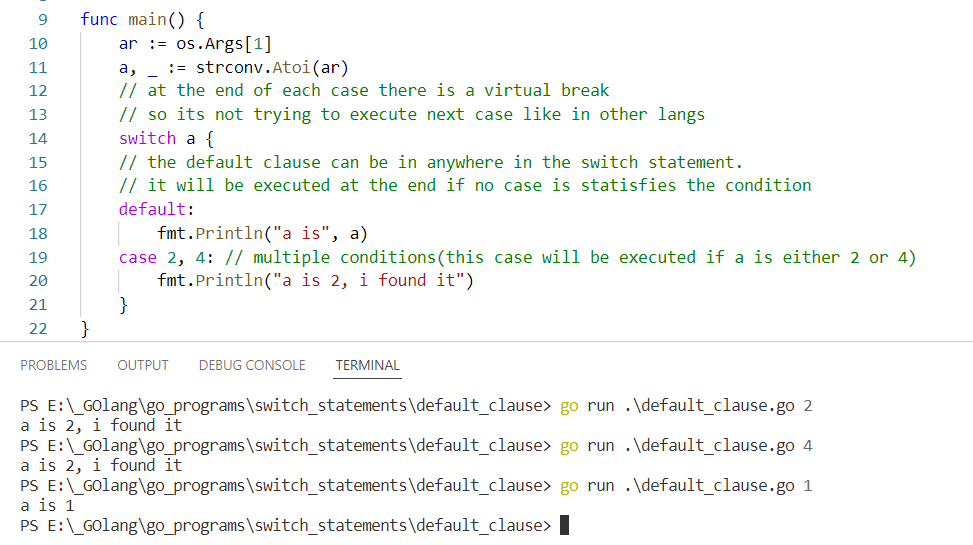 9 func main() {
10 ar := os.Args[1]
11 a, _ := strconv.Atoi(ar)
12 // at the end of each case there is a virtual break
13 // so its not trying to execute next case like in other langs
14 switch a {
15 // the default clause can be in anywhere in the switch statement.
16 // it will be executed at the end if no case is statisfies the condition
17 default:
18 fmt.Println("a is", a)
19 case 2, 4: // multiple conditions(this case will be executed if a is either 2 or 4)
20 fmt.Println("a is 2, i found it")
21 }
22 }
PROBLEMS OUTPUT DEBUG CONSOLE TERMINAL
PS E:\_GOlang\go_programs\switch_statements\default_clause> go run .\default_clause.go 2
a is 2, i found it
PS E:\_GOlang\go_programs\switch_statements\default_clause> go run .\default_clause.go 4
a is 2, i found it
PS E:\_GOlang\go_programs\switch_statements\default_clause> go run .\default_clause.go 1
a is 1
PS E:\_GOlang\go_programs\switch_statements\default_clause>